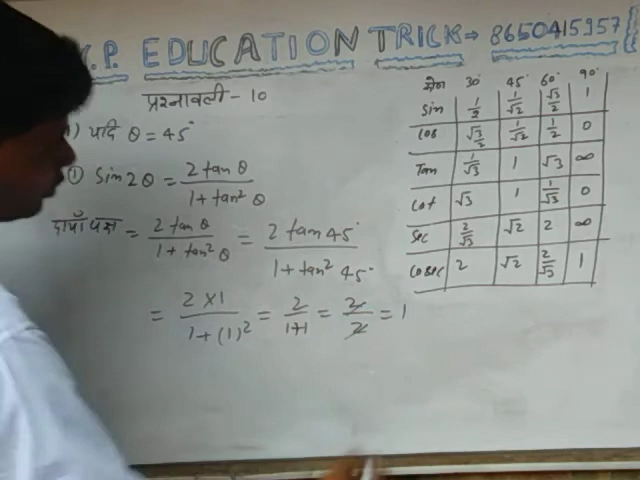 K.P. EDUCATION TRICK → 8650415957
प्रश्नावली - 10
1) यदि θ = 45°
① Sin 2θ = 2 tan θ / 1 + tan² θ
दायाँ पक्ष = 2 tan θ / 1 + tan² θ = 2 tan 45° / 1 + tan² 45°
= 2 × 1 / 1 + (1)² = 2 / 1+1 = 2 / 2 = 1
कोण 30° 45° 60° 90°
Sin 1/2 1/√2 √3/2 1
Cos √3/2 1/√2 1/2 0
Tan 1/√3 1 √3 ∞
Cot √3 1 1/√3 0
Sec 2/√3 √2 2 ∞
Cosec 2 √2 2/√3 1